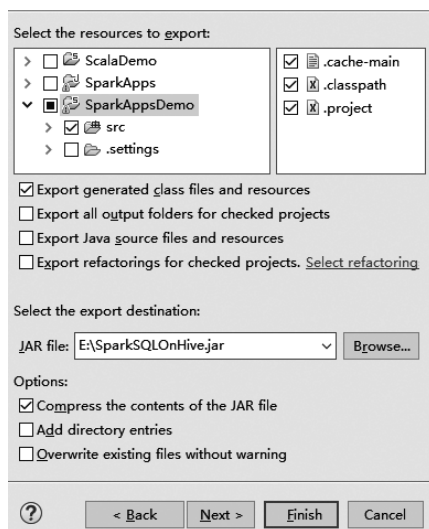 Select the resources to export:
ScalaDemo
SparkApps
SparkAppsDemo
src
.settings
.cache-main
.classpath
.project
Export generated class files and resources
Export all output folders for checked projects
Export Java source files and resources
Export refactorings for checked projects. Select refactoring
Select the export destination:
JAR file: E:\SparkSQLOnHive.jar Browse...
Options:
Compress the contents of the JAR file
Add directory entries
Overwrite existing files without warning
? < Back Next > Finish Cancel